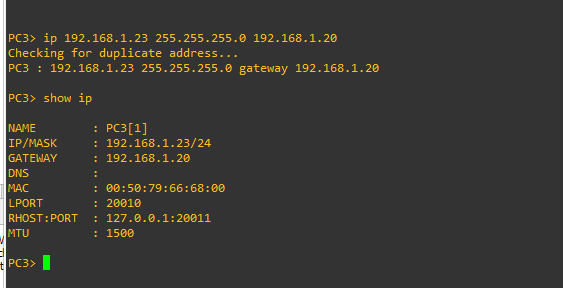 PC3> ip 192.168.1.23 255.255.255.0 192.168.1.20
Checking for duplicate address...
PC3 : 192.168.1.23 255.255.255.0 gateway 192.168.1.20
PC3> show ip
NAME : PC3[1]
IP/MASK : 192.168.1.23/24
GATEWAY : 192.168.1.20
DNS :
MAC : 00:50:79:66:68:00
LPORT : 20010
RHOST:PORT : 127.0.0.1:20011
MTU : 1500
PC3>